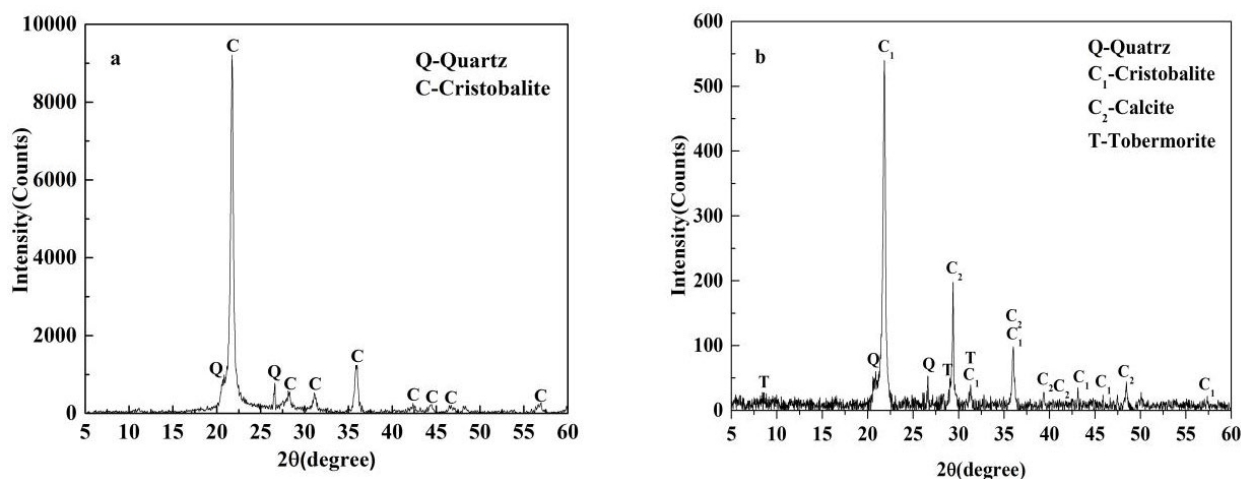 a
Q-Quartz
C-Cristobalite
Intensity(Counts)
10000
8000
6000
4000
2000
0
C
Q
Q
C
C
C
C
C
C
C
5 10 15 20 25 30 35 40 45 50 55 60
2θ(degree)
b
Q-Quatrz
C₁-Cristobalite
C₂-Calcite
T-Tobermorite
Intensity(Counts)
600
550
500
450
400
350
300
200
100
0
C₁
C₂
C₂
C₁
T
Q
Q
T
T
C₁
C₂
C₂
C₁
C₁
C₂
C₁
5 10 15 20 25 30 35 40 45 50 55 60
2θ(degree)